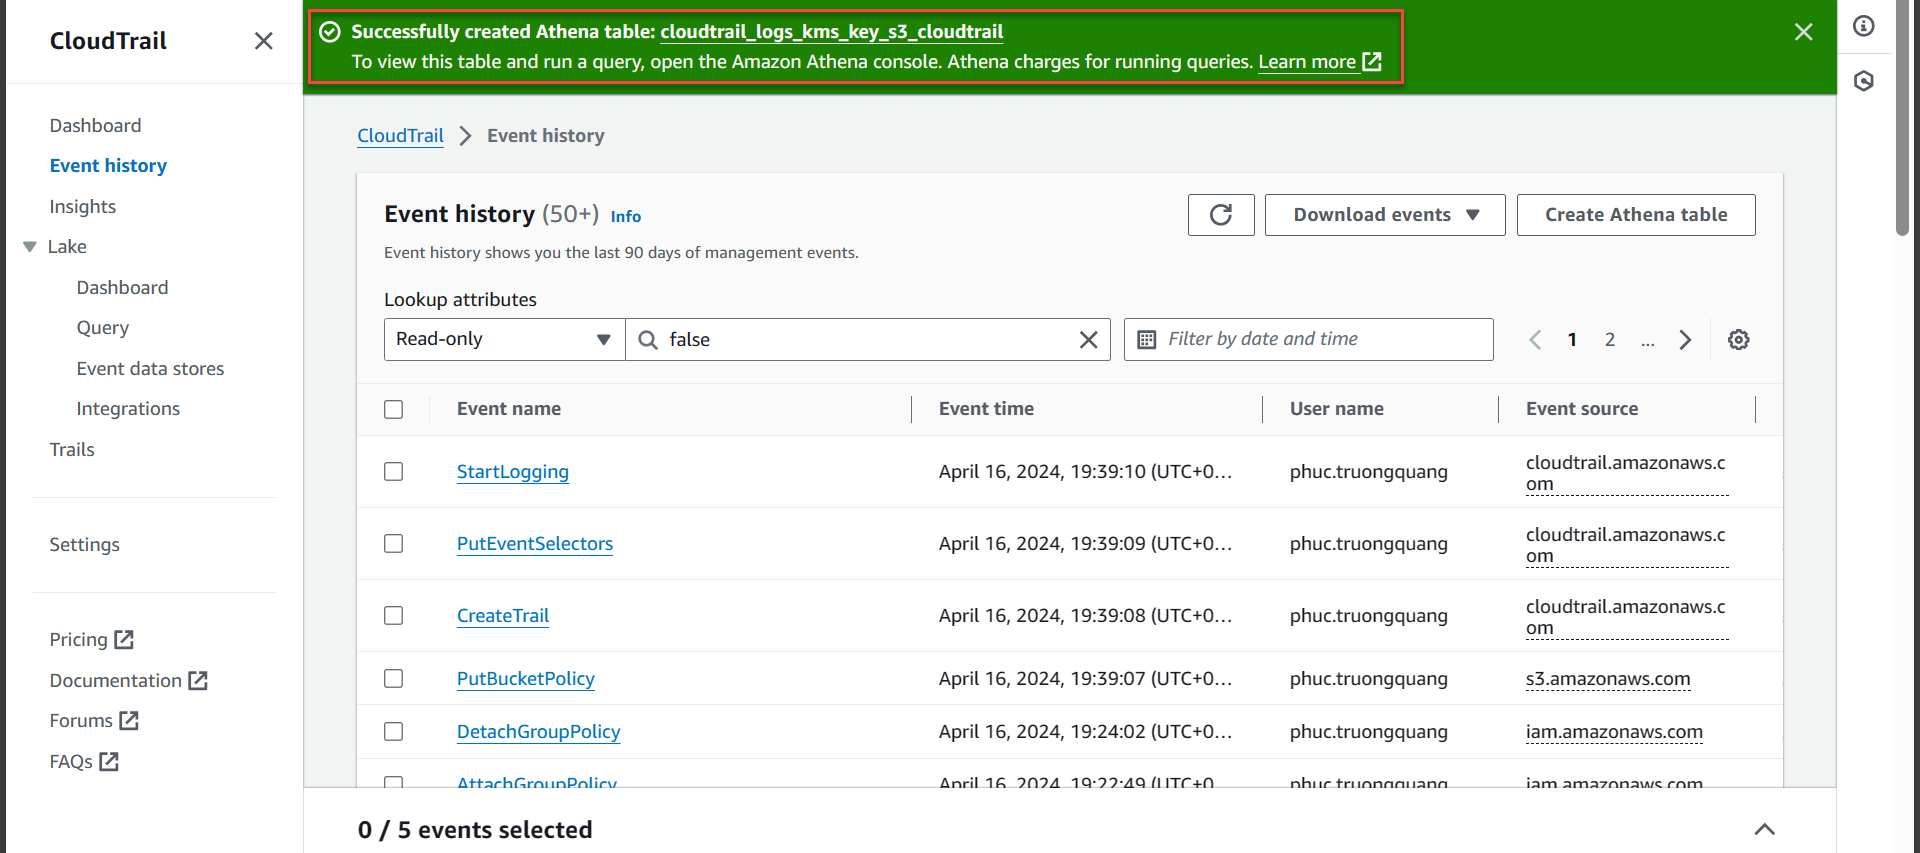 CloudTrail
Dashboard
Event history
Insights
Lake
Dashboard
Query
Event data stores
Integrations
Trails
Settings
Pricing
Documentation
Forums
FAQs
Successfully created Athena table: cloudtrail_logs_kms_key_s3_cloudtrail
To view this table and run a query, open the Amazon Athena console. Athena charges for running queries. Learn more
CloudTrail > Event history
Event history (50+) Info
Download events
Create Athena table
Event history shows you the last 90 days of management events.
Lookup attributes
Read-only
false
Filter by date and time
1 2 ...
Event name Event time User name Event source
StartLogging April 16, 2024, 19:39:10 (UTC+0... phuc.truongquang cloudtrail.amazonaws.c
om
PutEventSelectors April 16, 2024, 19:39:09 (UTC+0... phuc.truongquang cloudtrail.amazonaws.c
om
CreateTrail April 16, 2024, 19:39:08 (UTC+0... phuc.truongquang cloudtrail.amazonaws.c
om
PutBucketPolicy April 16, 2024, 19:39:07 (UTC+0... phuc.truongquang s3.amazonaws.com
DetachGroupPolicy April 16, 2024, 19:24:02 (UTC+0... phuc.truongquang iam.amazonaws.com
AttachGroupPolicy April 16, 2024, 19:22:49 (UTC+0... phuc.truongquang iam.amazonaws.com
0 / 5 events selected